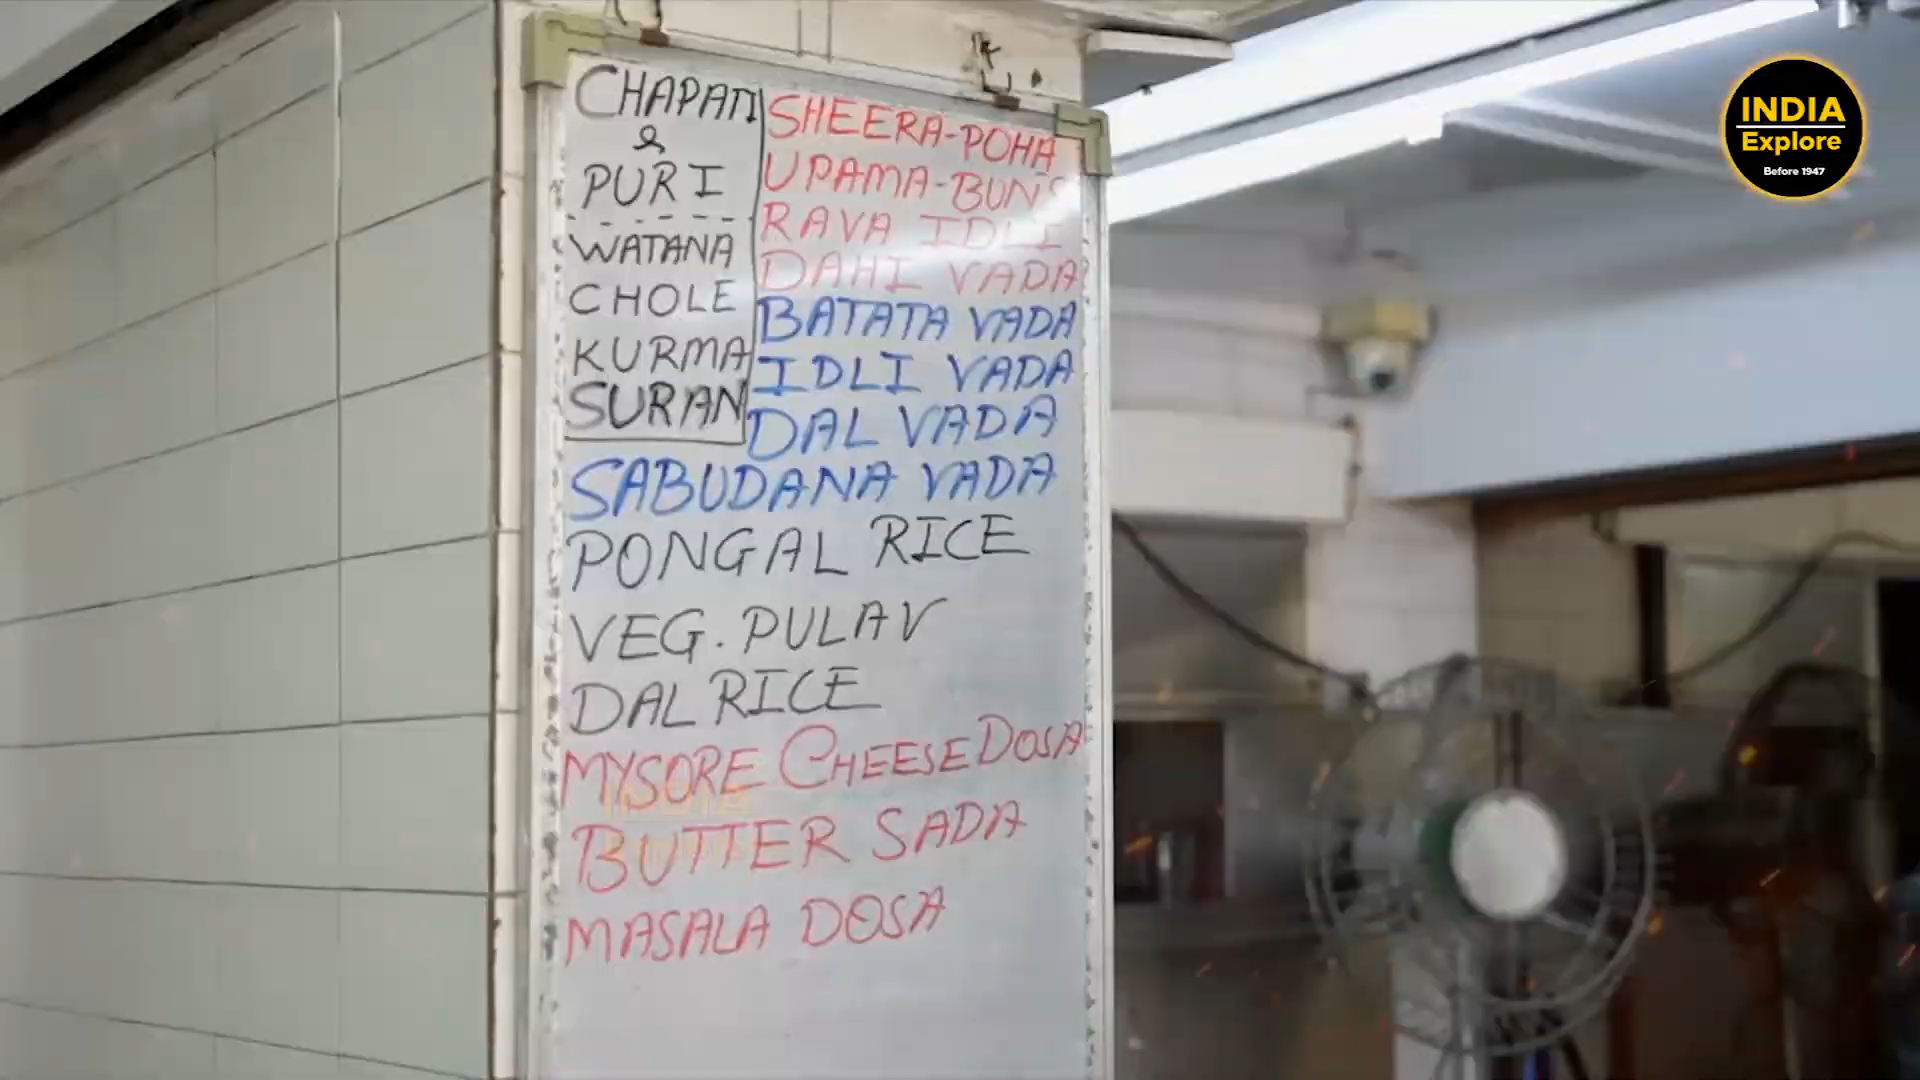 CHAPATI
&
PURI
WATANA
CHOLE
KURMA
SURAN
SHEERA-POHA
UPAMA-BUNS
RAVA IDLI
DAHI VADA
BATATA VADA
IDLI VADA
DAL VADA
SABUDANA VADA
PONGAL RICE
VEG. PULAV
DAL RICE
MYSORE CHEESE DOSA
BUTTER SADA
MASALA DOSA
INDIA
Explore
Before 1947